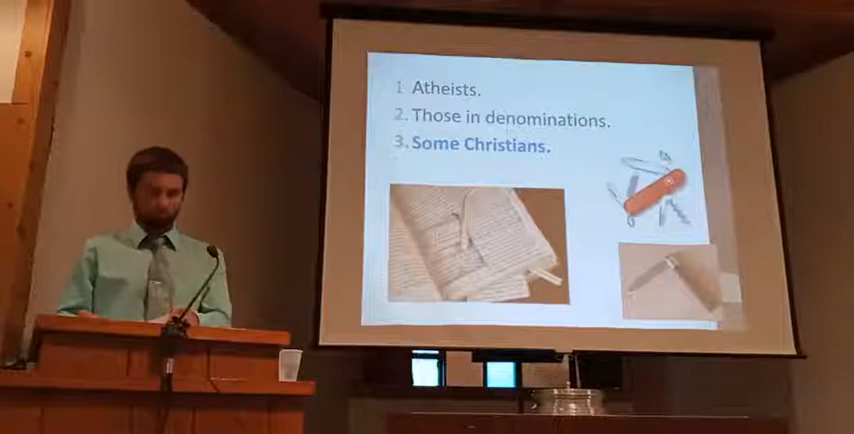 1 Atheists.
2. Those in denominations.
3. Some Christians.